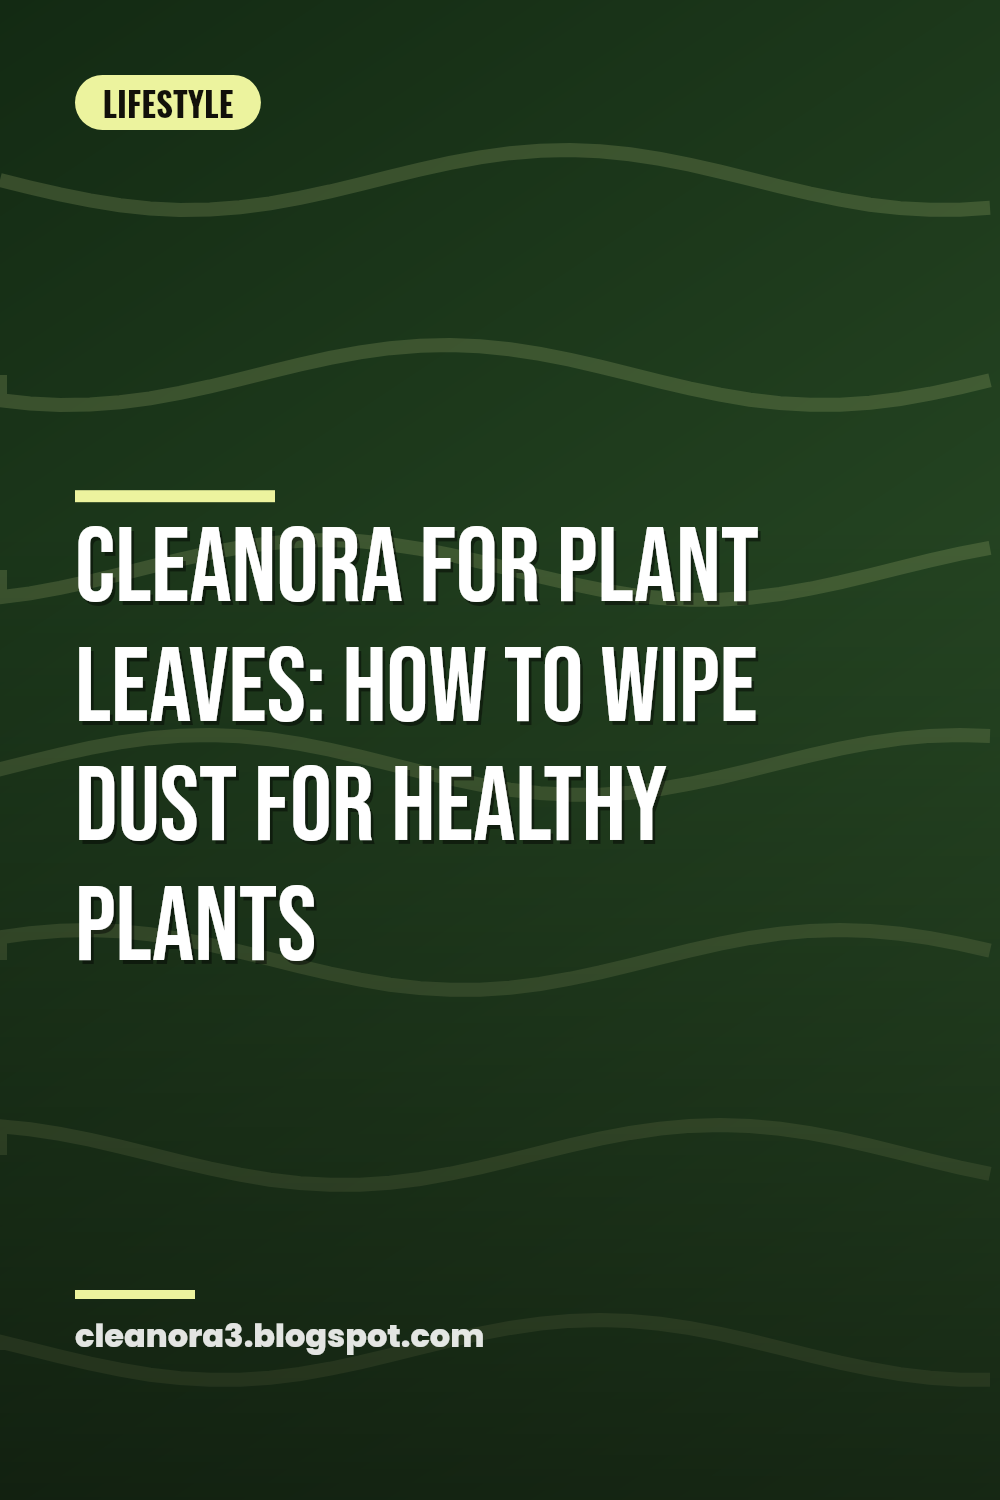 LIFESTYLE
CLEANORA FOR PLANT
LEAVES: HOW TO WIPE
DUST FOR HEALTHY
PLANTS
cleanora3.blogspot.com